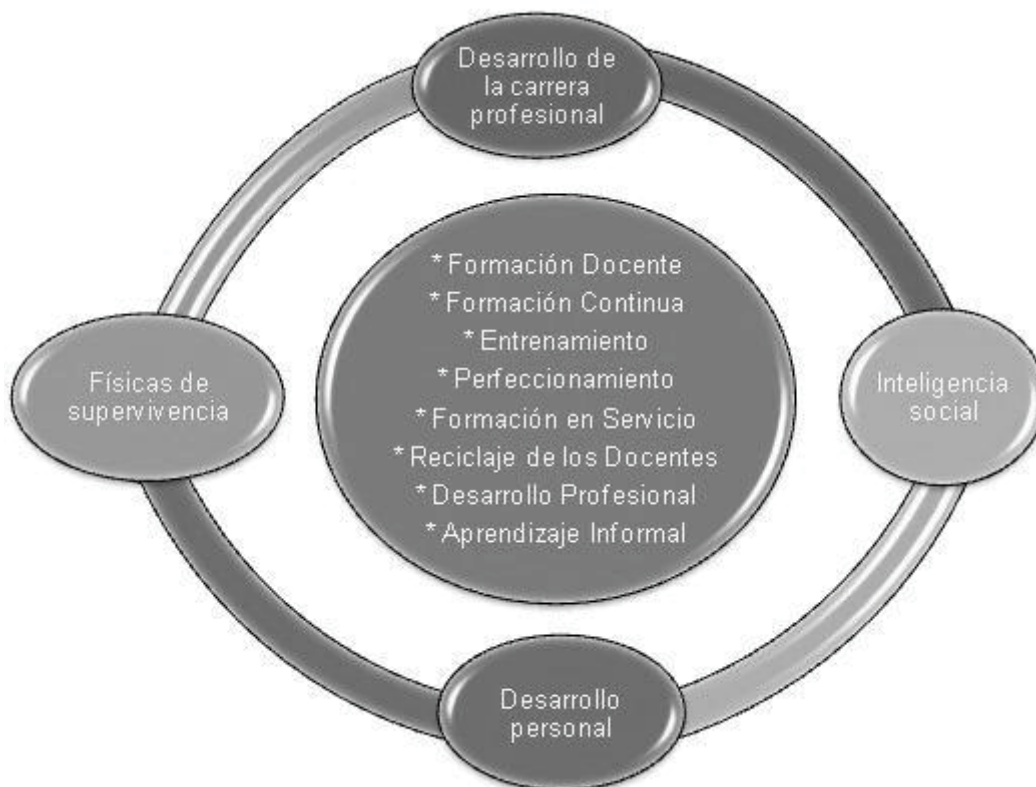 Desarrollo de
la carrera
profesional
* Formación Docente
* Formación Continua
* Entrenamiento
* Perfeccionamiento
* Formación en Servicio
* Reciclaje de los Docentes
* Desarrollo Profesional
* Aprendizaje Informal
Físicas de
supervivencia
Inteligencia
social
Desarrollo
personal